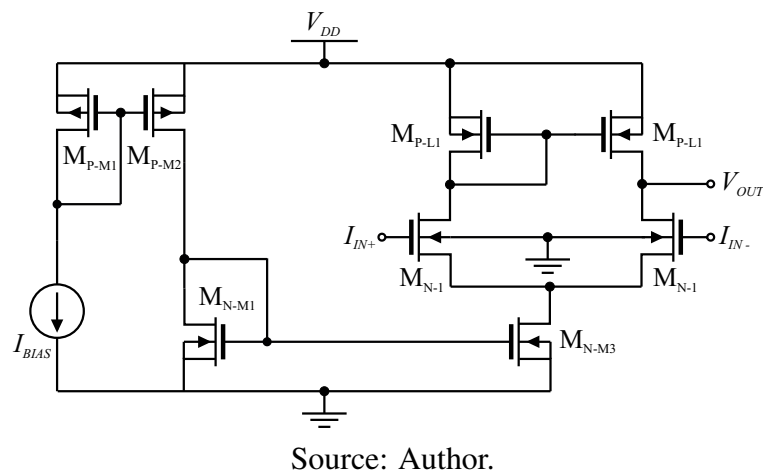 V_DD
M_P-M1
M_P-M2
M_P-L1
M_P-L1
V_OUT
I_IN+
I_IN-
M_N-1
M_N-1
M_N-M1
I_BIAS
M_N-M3
Source: Author.